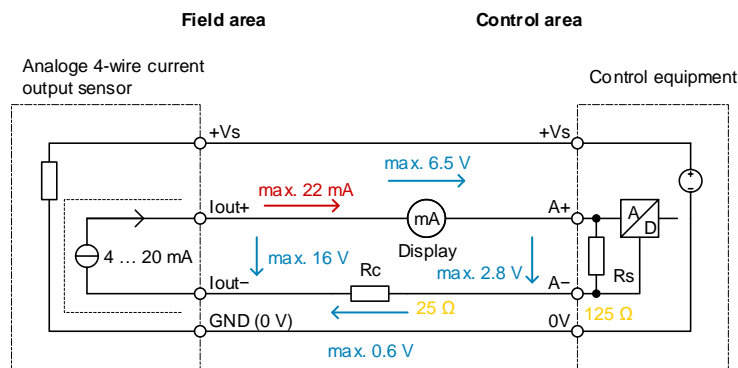 Field area
Control area
Analoge 4-wire current
output sensor
Control equipment
+Vs
+Vs
max. 6.5 V
max. 22 mA
Iout+
A+
mA
A
D
Display
4 … 20 mA
max. 16 V
Rc
max. 2.8 V
Rs
Iout−
A−
25 Ω
125 Ω
GND (0 V)
0V
max. 0.6 V